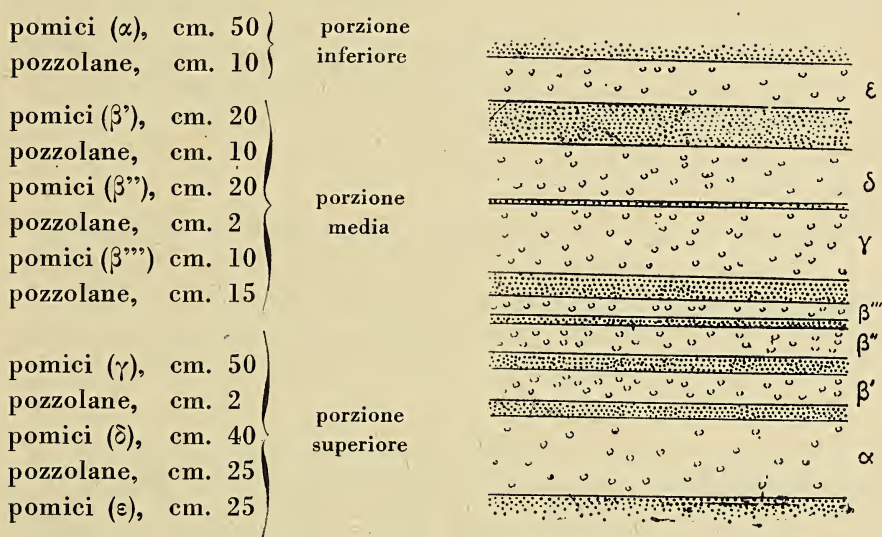 pomici (α), cm. 50
pozzolane, cm. 10
porzione
inferiore
pomici (β’), cm. 20
pozzolane, cm. 10
pomici (β’’), cm. 20
pozzolane, cm. 2
pomici (β’’’) cm. 10
pozzolane, cm. 15
porzione
media
pomici (γ), cm. 50
pozzolane, cm. 2
pomici (δ), cm. 40
pozzolane, cm. 25
pomici (ε), cm. 25
porzione
superiore
ε
δ
γ
β’’’
β’’
β’
α